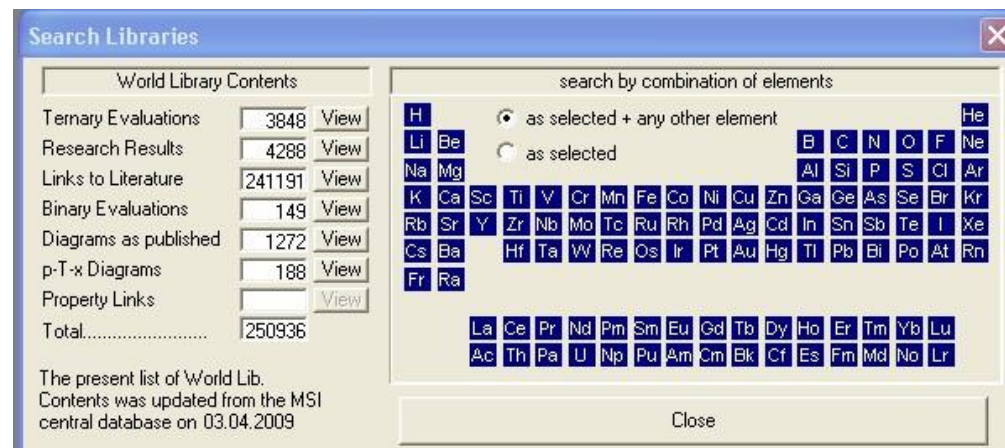 Search Libraries
World Library Contents
Ternary Evaluations 3848 View
Research Results 4288 View
Links to Literature 241191 View
Binary Evaluations 149 View
Diagrams as published 1272 View
p-T-x Diagrams 188 View
Property Links View
Total........................ 250936
The present list of World Lib.
Contents was updated from the MSI
central database on 03.04.2009
search by combination of elements
as selected + any other element
as selected
H He
Li Be B C N O F Ne
Na Mg Al Si P S Cl Ar
K Ca Sc Ti V Cr Mn Fe Co Ni Cu Zn Ga Ge As Se Br Kr
Rb Sr Y Zr Nb Mo Tc Ru Rh Pd Ag Cd In Sn Sb Te I Xe
Cs Ba Hf Ta W Re Os Ir Pt Au Hg Tl Pb Bi Po At Rn
Fr Ra
La Ce Pr Nd Pm Sm Eu Gd Tb Dy Ho Er Tm Yb Lu
Ac Th Pa U Np Pu Am Cm Bk Cf Es Fm Md No Lr
Close